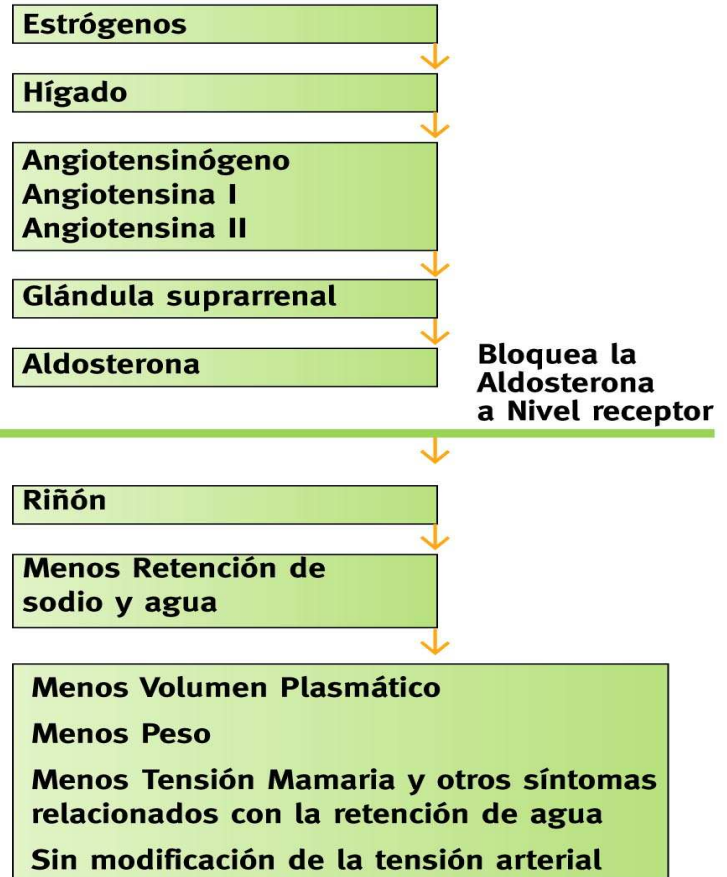 Estrógenos
Hígado
Angiotensinógeno
Angiotensina I
Angiotensina II
Glándula suprarrenal
Aldosterona
Bloquea la
Aldosterona
a Nivel receptor
Riñón
Menos Retención de
sodio y agua
Menos Volumen Plasmático
Menos Peso
Menos Tensión Mamaria y otros síntomas
relacionados con la retención de agua
Sin modificación de la tensión arterial